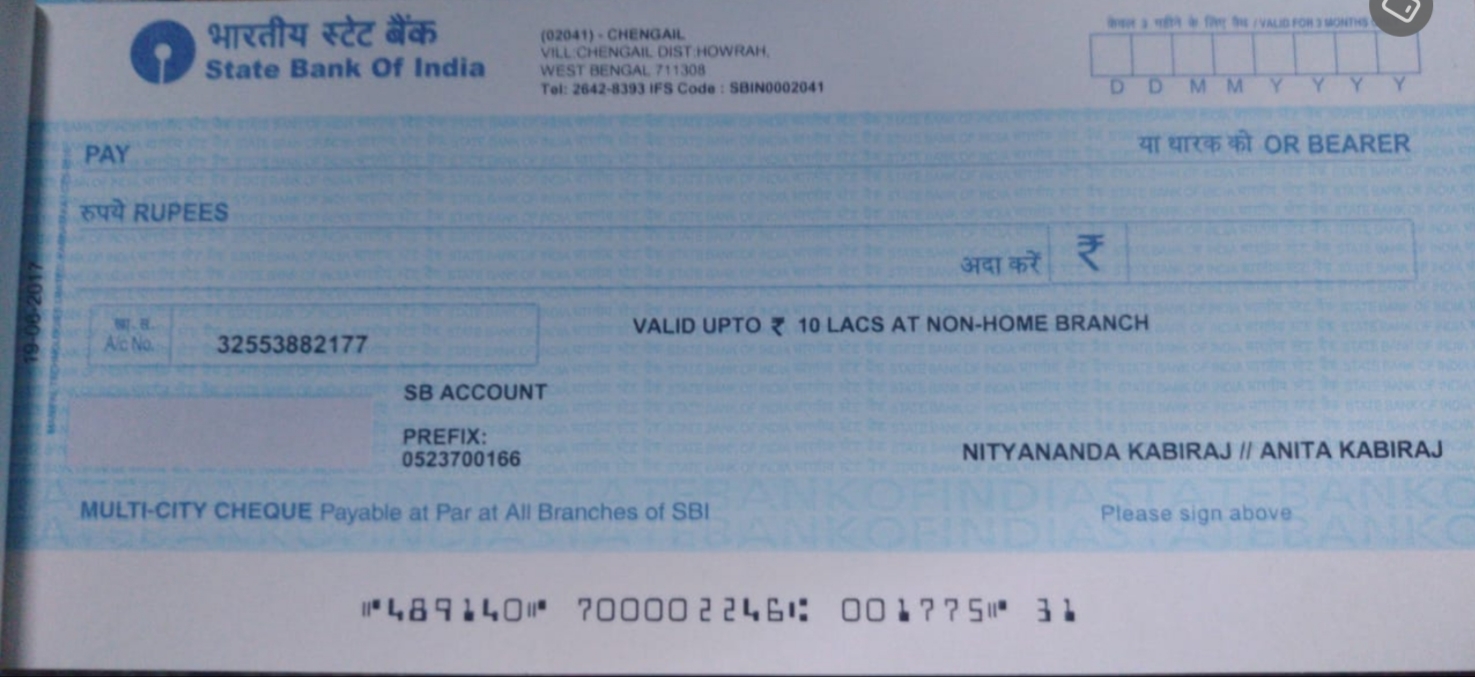 भारतीय स्टेट बैंक
State Bank Of India
(02041) - CHENGAIL
VILL:CHENGAIL DIST:HOWRAH,
WEST BENGAL 711308
Tel: 2642-8393 IFS Code : SBIN0002041
केवल ३ महीने के लिए वैध / VALID FOR 3 MONTHS
D D M M Y Y Y Y
PAY
या धारक को OR BEARER
रुपये RUPEES
अदा करें ₹
19-06-2017
खा. सं.
A/c No.
32553882177
VALID UPTO ₹ 10 LACS AT NON-HOME BRANCH
SB ACCOUNT
PREFIX:
0523700166
NITYANANDA KABIRAJ // ANITA KABIRAJ
MULTI-CITY CHEQUE Payable at Par at All Branches of SBI
Please sign above
⑈489140⑈ 700002246⑆ 001775⑈ 31